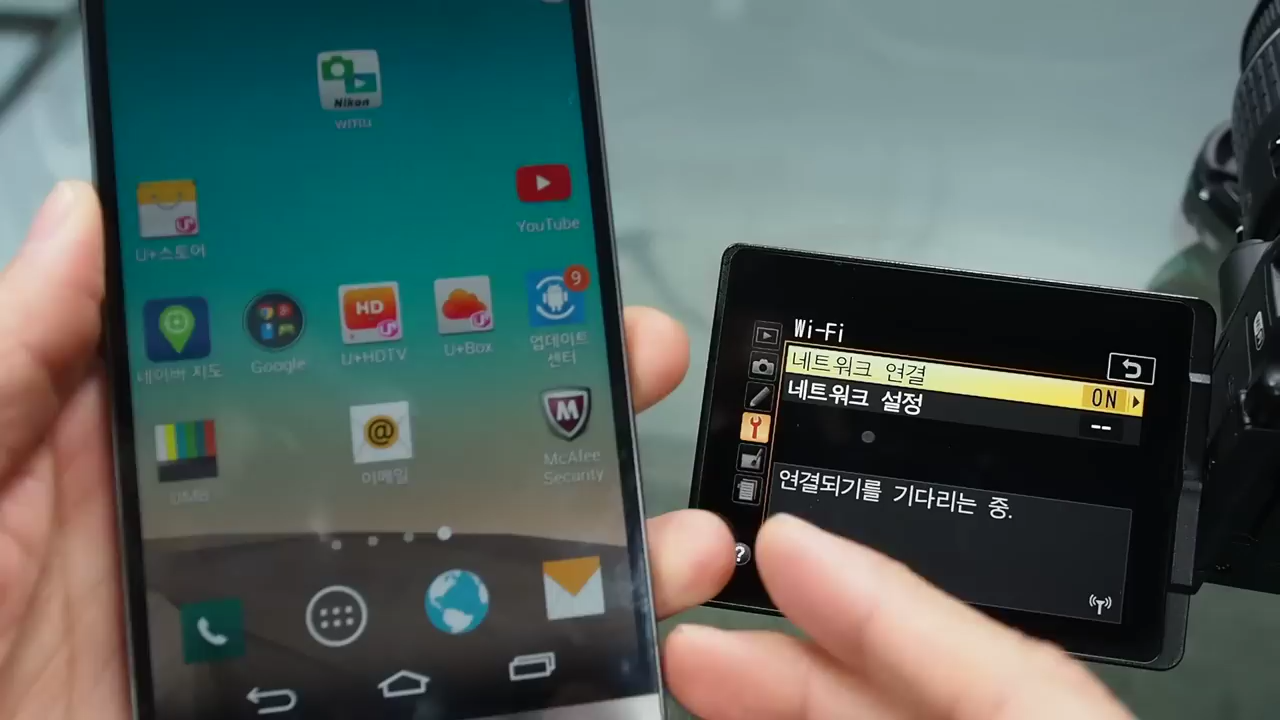 Nikon
WMU
YouTube
U+스토어
HD
9
네이버 지도
Google
U+HDTV
U+Box
업데이트
센터
@
M
DMB
이메일
McAfee
Security
Wi-Fi
네트워크 연결
ON
네트워크 설정
--
연결되기를 기다리는 중.
?